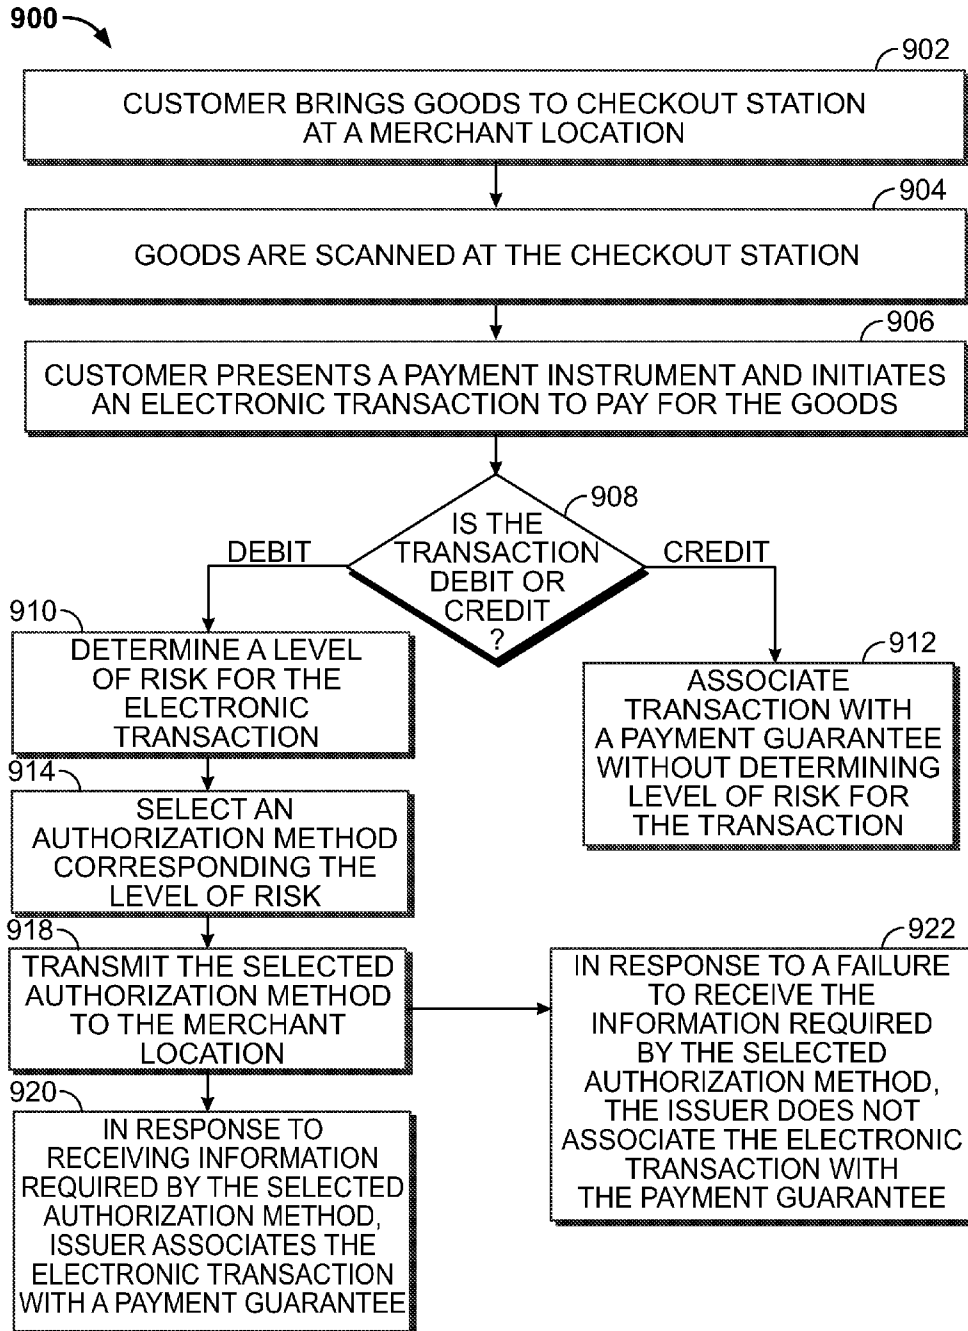 900
902
CUSTOMER BRINGS GOODS TO CHECKOUT STATION
AT A MERCHANT LOCATION
904
GOODS ARE SCANNED AT THE CHECKOUT STATION
906
CUSTOMER PRESENTS A PAYMENT INSTRUMENT AND INITIATES
AN ELECTRONIC TRANSACTION TO PAY FOR THE GOODS
908
IS THE
TRANSACTION
DEBIT OR
CREDIT
?
DEBIT
CREDIT
910
DETERMINE A LEVEL
OF RISK FOR THE
ELECTRONIC
TRANSACTION
912
ASSOCIATE
TRANSACTION WITH
A PAYMENT GUARANTEE
WITHOUT DETERMINING
LEVEL OF RISK FOR
THE TRANSACTION
914
SELECT AN
AUTHORIZATION METHOD
CORRESPONDING THE
LEVEL OF RISK
918
TRANSMIT THE SELECTED
AUTHORIZATION METHOD
TO THE MERCHANT
LOCATION
920
IN RESPONSE TO
RECEIVING INFORMATION
REQUIRED BY THE SELECTED
AUTHORIZATION METHOD,
ISSUER ASSOCIATES THE
ELECTRONIC TRANSACTION
WITH A PAYMENT GUARANTEE
922
IN RESPONSE TO A FAILURE
TO RECEIVE THE
INFORMATION REQUIRED
BY THE SELECTED
AUTHORIZATION METHOD,
THE ISSUER DOES NOT
ASSOCIATE THE ELECTRONIC
TRANSACTION WITH
THE PAYMENT GUARANTEE